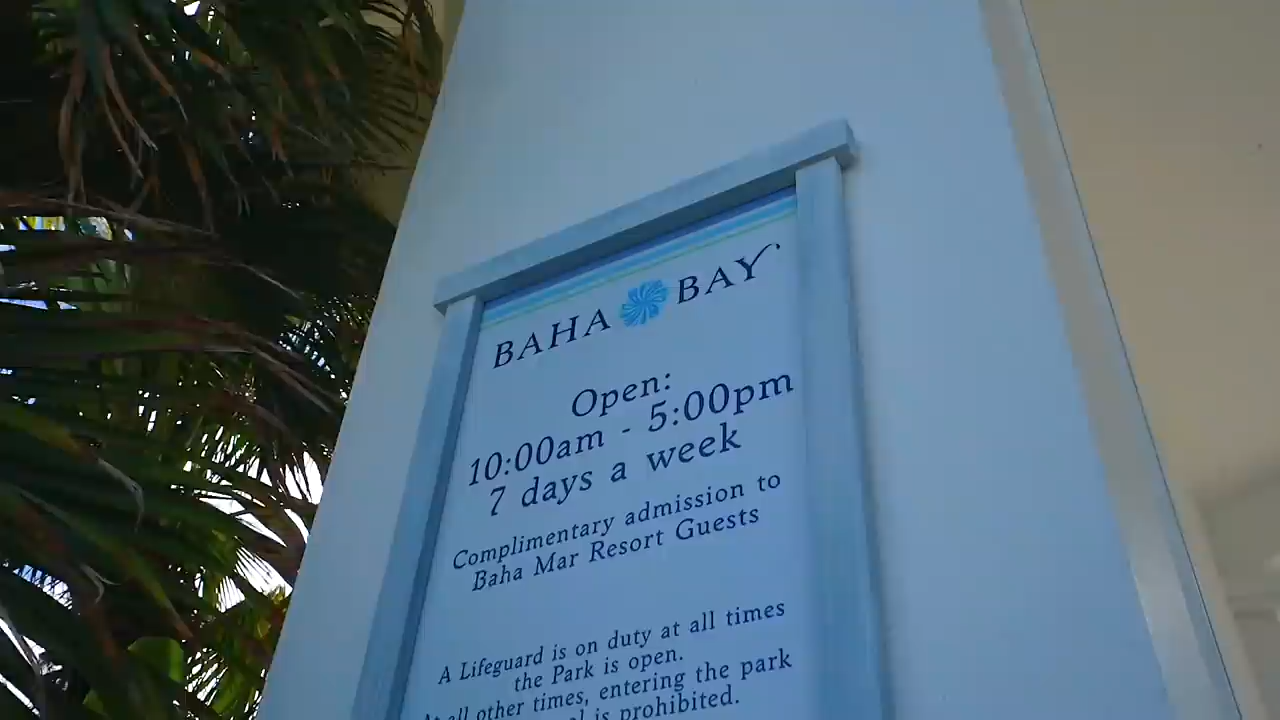 BAHA BAY
Open:
10:00am - 5:00pm
7 days a week
Complimentary admission to
Baha Mar Resort Guests
A Lifeguard is on duty at all times
the Park is open.
At all other times, entering the park
is prohibited.